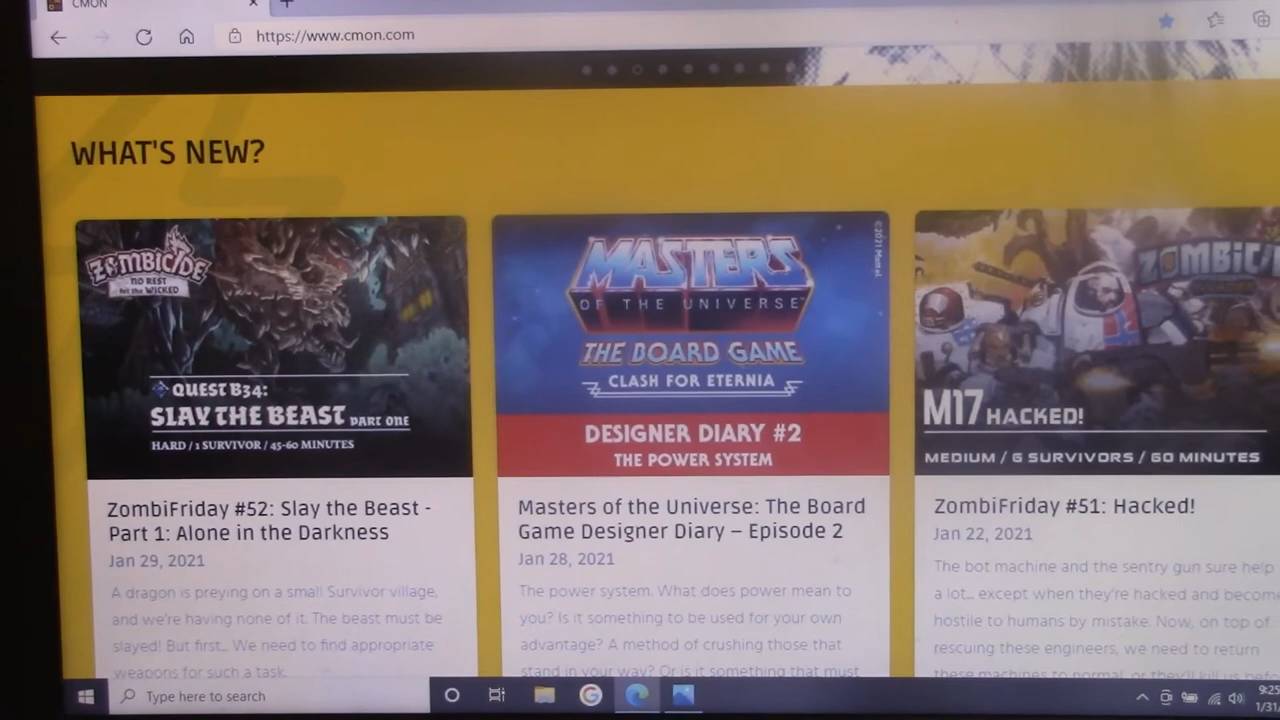 CMON
https://www.cmon.com
WHAT'S NEW?
ZOMBICIDE
NO REST
FOR THE WICKED
QUEST B34:
SLAY THE BEAST PART ONE
HARD / 1 SURVIVOR / 45-60 MINUTES
ZombiFriday #52: Slay the Beast -
Part 1: Alone in the Darkness
Jan 29, 2021
A dragon is preying on a small Survivor village,
and we're having none of it. The beast must be
slayed! But first... We need to find appropriate
weapons for such a task.
©2021 Mattel
MASTERS
OF THE UNIVERSE™
THE BOARD GAME
CLASH FOR ETERNIA
DESIGNER DIARY #2
THE POWER SYSTEM
Masters of the Universe: The Board
Game Designer Diary – Episode 2
Jan 28, 2021
The power system. What does power mean to
you? Is it something to be used for your own
advantage? A method of crushing those that
stand in your way? Or is it something that must
ZOMBICI
M17 HACKED!
MEDIUM / 6 SURVIVORS / 60 MINUTES
ZombiFriday #51: Hacked!
Jan 22, 2021
The bot machine and the sentry gun sure help
a lot... except when they're hacked and become
hostile to humans by mistake. Now, on top of
rescuing these engineers, we need to return
these machines to normal, or they'll kill us
Type here to search
9:25
1/31/